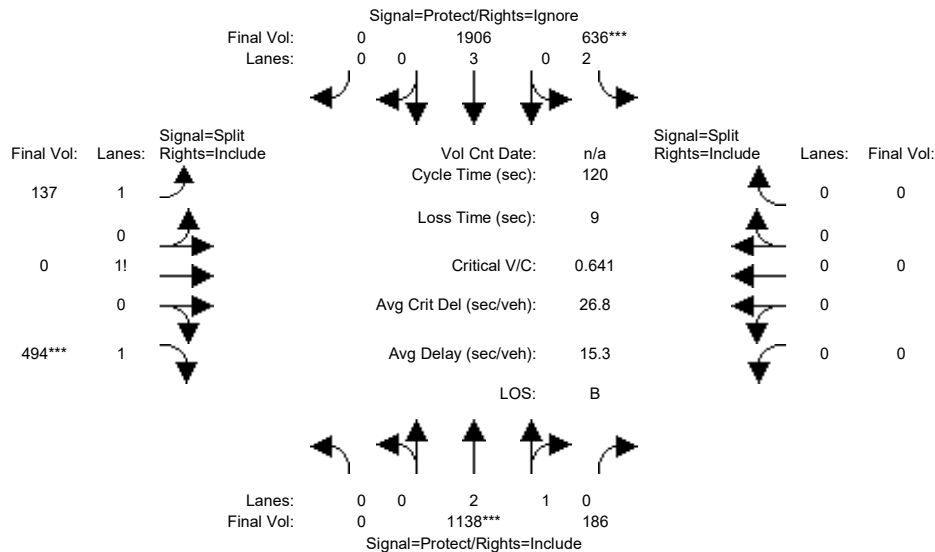 Signal=Protect/Rights=Ignore
Final Vol: 0 1906 636***
Lanes: 0 0 3 0 2
Signal=Split Signal=Split
Final Vol: Lanes: Rights=Include Vol Cnt Date: n/a Rights=Include Lanes: Final Vol:
Cycle Time (sec): 120
137 1 0 0
Loss Time (sec): 9
0 0
0 1! Critical V/C: 0.641 0 0
0 Avg Crit Del (sec/veh): 26.8 0
494*** 1 Avg Delay (sec/veh): 15.3 0 0
LOS: B
Lanes: 0 0 2 1 0
Final Vol: 0 1138*** 186
Signal=Protect/Rights=Include